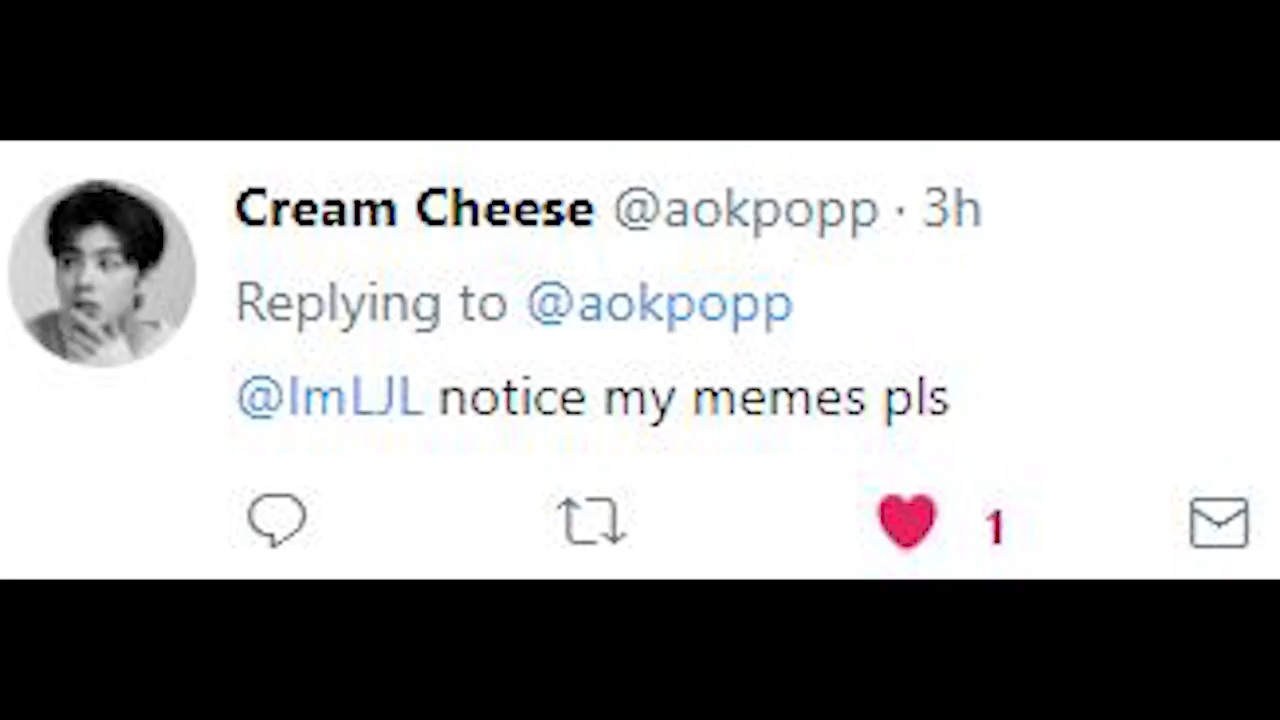 Cream Cheese @aokpopp · 3h
Replying to @aokpopp
@ImLJL notice my memes pls
1